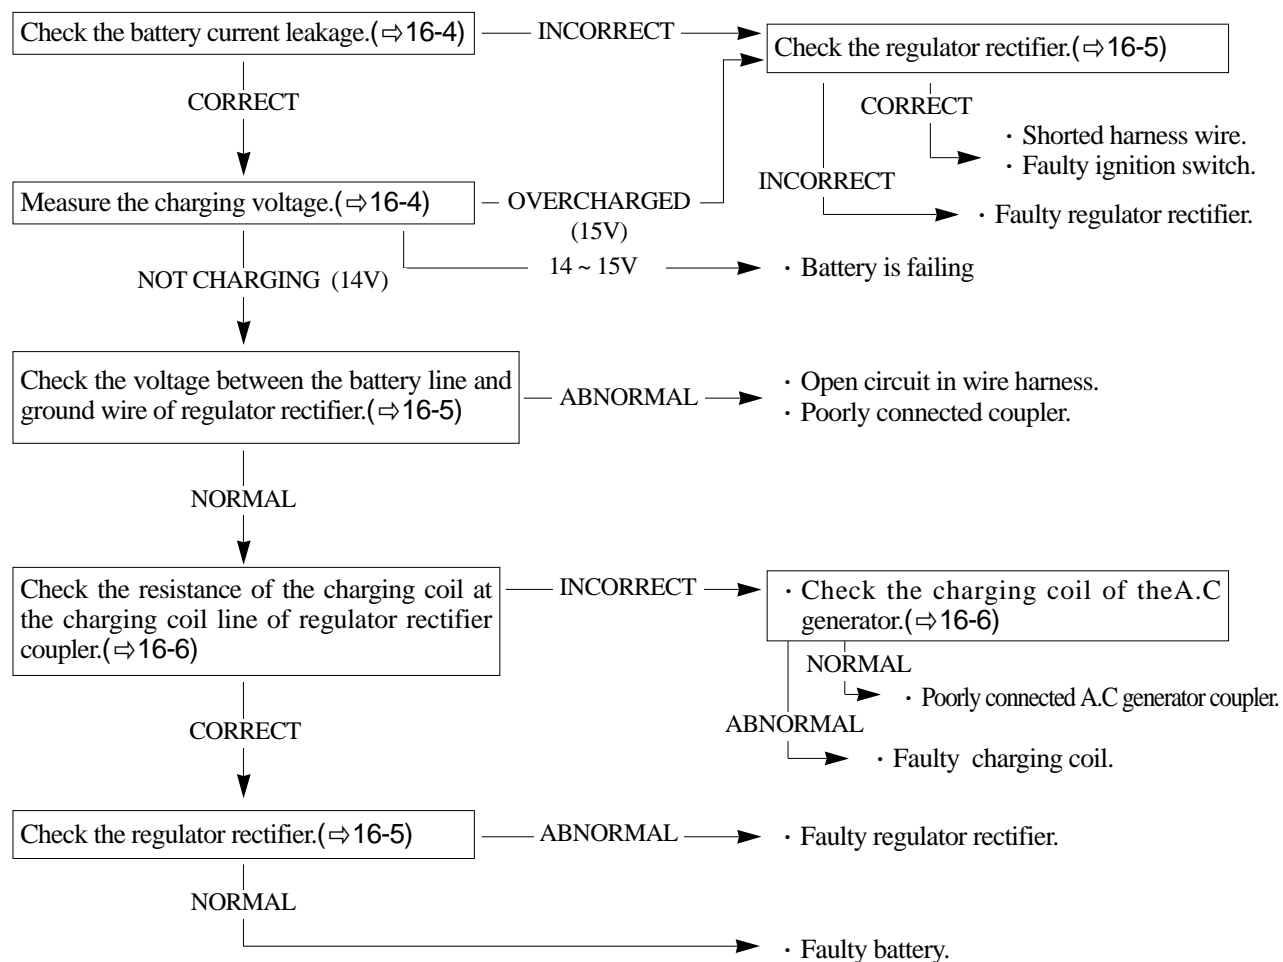 Check the battery current leakage.(⇨16-4)
INCORRECT
Check the regulator rectifier.(⇨16-5)
CORRECT
CORRECT
· Shorted harness wire.
· Faulty ignition switch.
INCORRECT
· Faulty regulator rectifier.
Measure the charging voltage.(⇨16-4)
OVERCHARGED
(15V)
14 ~ 15V
· Battery is failing
NOT CHARGING (14V)
Check the voltage between the battery line and
ground wire of regulator rectifier.(⇨16-5)
ABNORMAL
· Open circuit in wire harness.
· Poorly connected coupler.
NORMAL
Check the resistance of the charging coil at
the charging coil line of regulator rectifier
coupler.(⇨16-6)
INCORRECT
· Check the charging coil of theA.C
generator.(⇨16-6)
NORMAL
· Poorly connected A.C generator coupler.
ABNORMAL
· Faulty charging coil.
CORRECT
Check the regulator rectifier.(⇨16-5)
ABNORMAL
· Faulty regulator rectifier.
NORMAL
· Faulty battery.